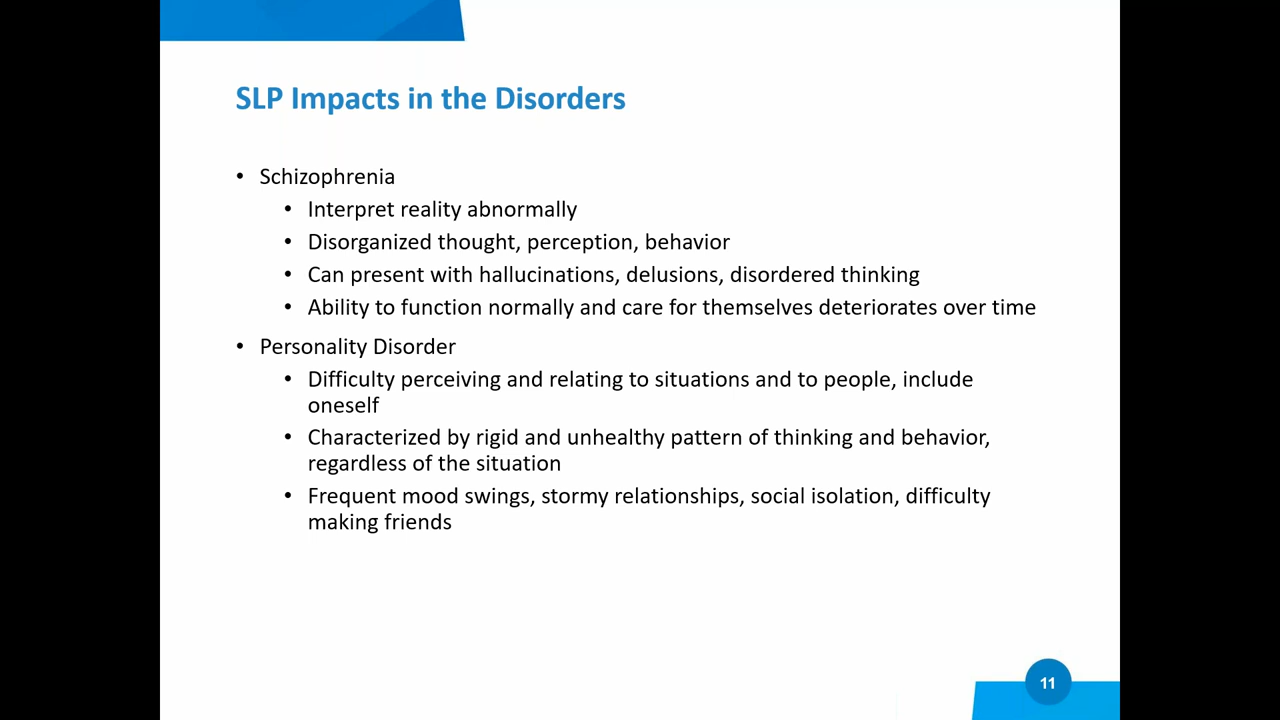 SLP Impacts in the Disorders
• Schizophrenia
• Interpret reality abnormally
• Disorganized thought, perception, behavior
• Can present with hallucinations, delusions, disordered thinking
• Ability to function normally and care for themselves deteriorates over time
• Personality Disorder
• Difficulty perceiving and relating to situations and to people, include
oneself
• Characterized by rigid and unhealthy pattern of thinking and behavior,
regardless of the situation
• Frequent mood swings, stormy relationships, social isolation, difficulty
making friends
11